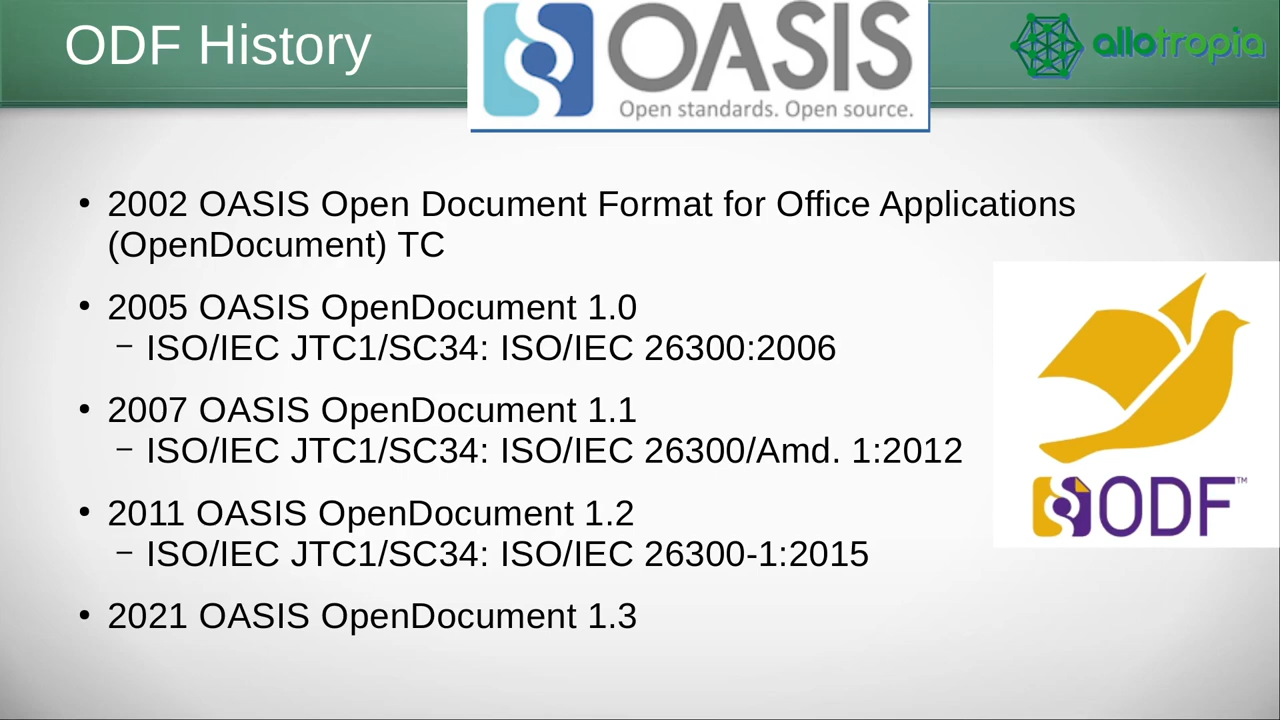 ODF History
OASIS
Open standards. Open source.
allotropia
• 2002 OASIS Open Document Format for Office Applications
(OpenDocument) TC
• 2005 OASIS OpenDocument 1.0
– ISO/IEC JTC1/SC34: ISO/IEC 26300:2006
• 2007 OASIS OpenDocument 1.1
– ISO/IEC JTC1/SC34: ISO/IEC 26300/Amd. 1:2012
• 2011 OASIS OpenDocument 1.2
– ISO/IEC JTC1/SC34: ISO/IEC 26300-1:2015
• 2021 OASIS OpenDocument 1.3
ODF™